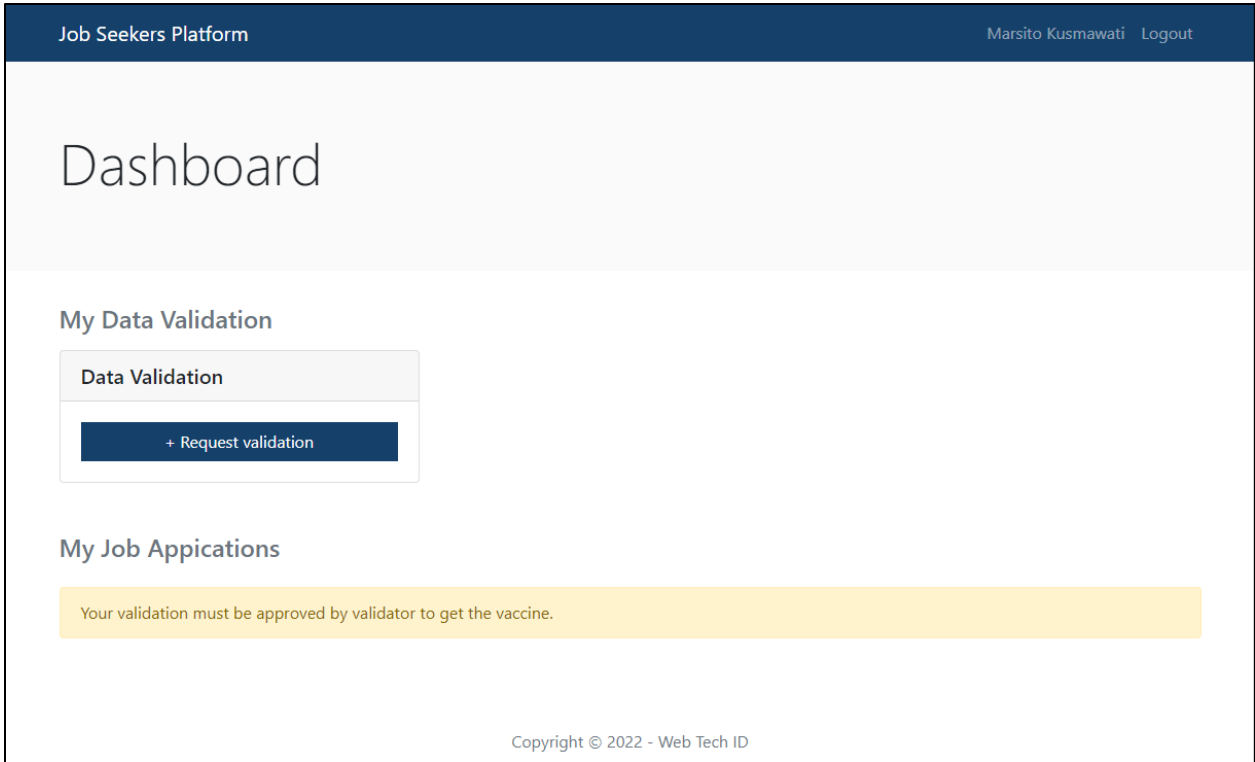 Job Seekers Platform
Marsito Kusmawati Logout
Dashboard
My Data Validation
Data Validation
+ Request validation
My Job Appications
Your validation must be approved by validator to get the vaccine.
Copyright © 2022 - Web Tech ID